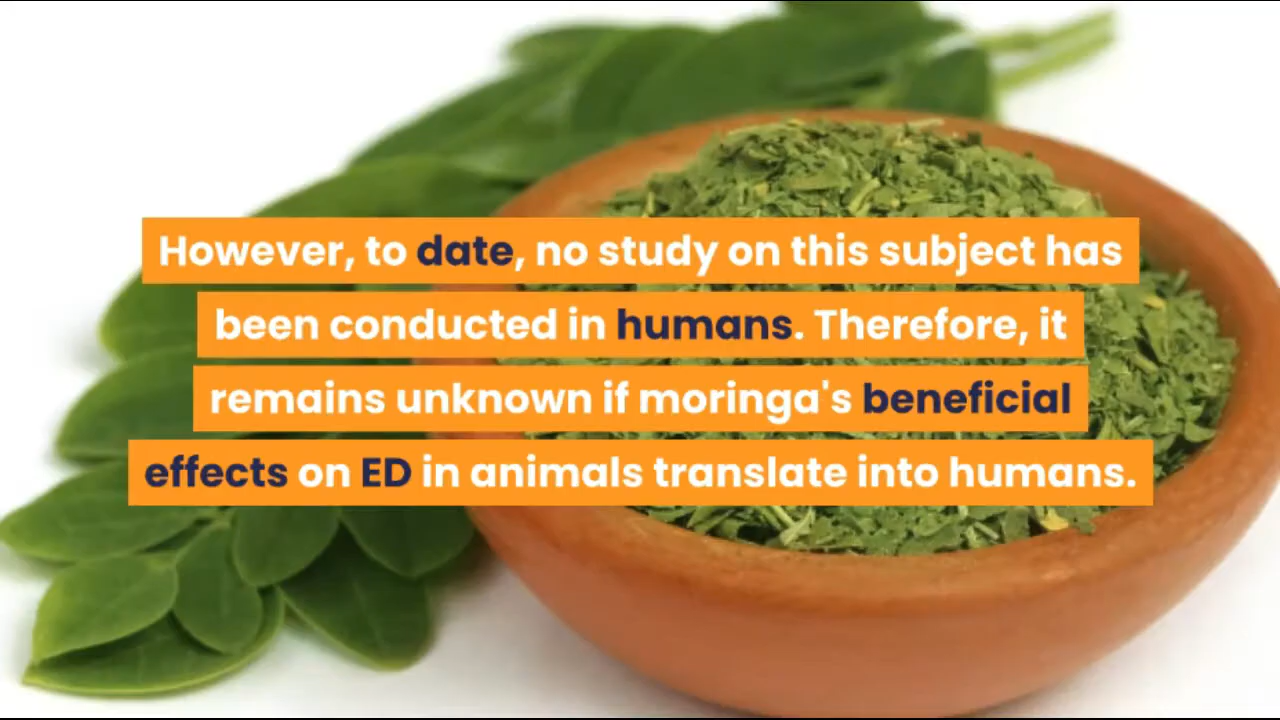 However, to date, no study on this subject has
been conducted in humans. Therefore, it
remains unknown if moringa's beneficial
effects on ED in animals translate into humans.